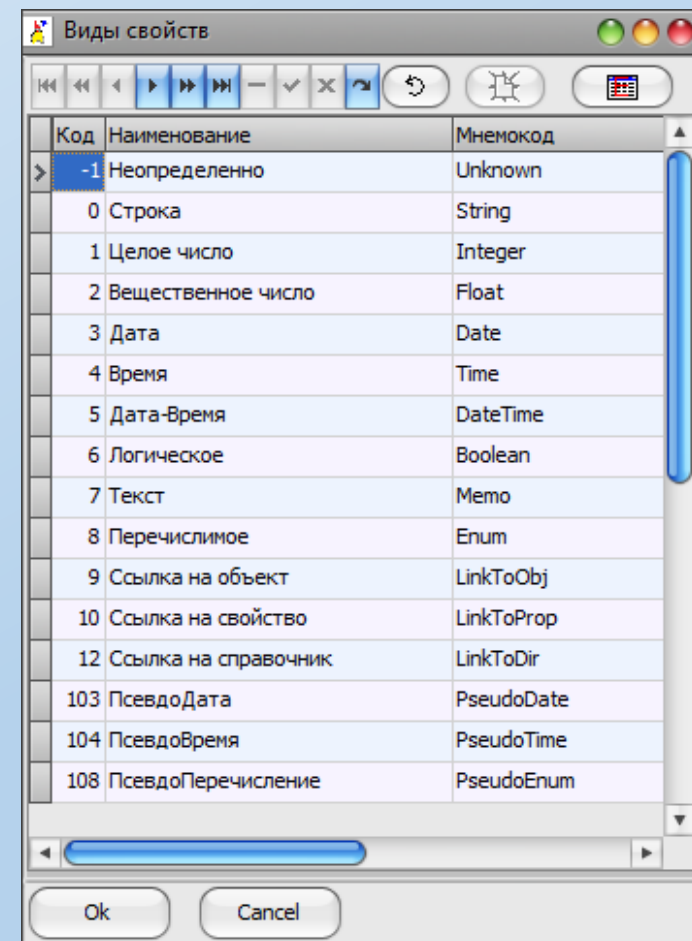 Виды свойств
Код Наименование Мнемокод
-1 Неопределенно Unknown
0 Строка String
1 Целое число Integer
2 Вещественное число Float
3 Дата Date
4 Время Time
5 Дата-Время DateTime
6 Логическое Boolean
7 Текст Memo
8 Перечислимое Enum
9 Ссылка на объект LinkToObj
10 Ссылка на свойство LinkToProp
12 Ссылка на справочник LinkToDir
103 ПсевдоДата PseudoDate
104 ПсевдоВремя PseudoTime
108 ПсевдоПеречисление PseudoEnum
Ok Cancel